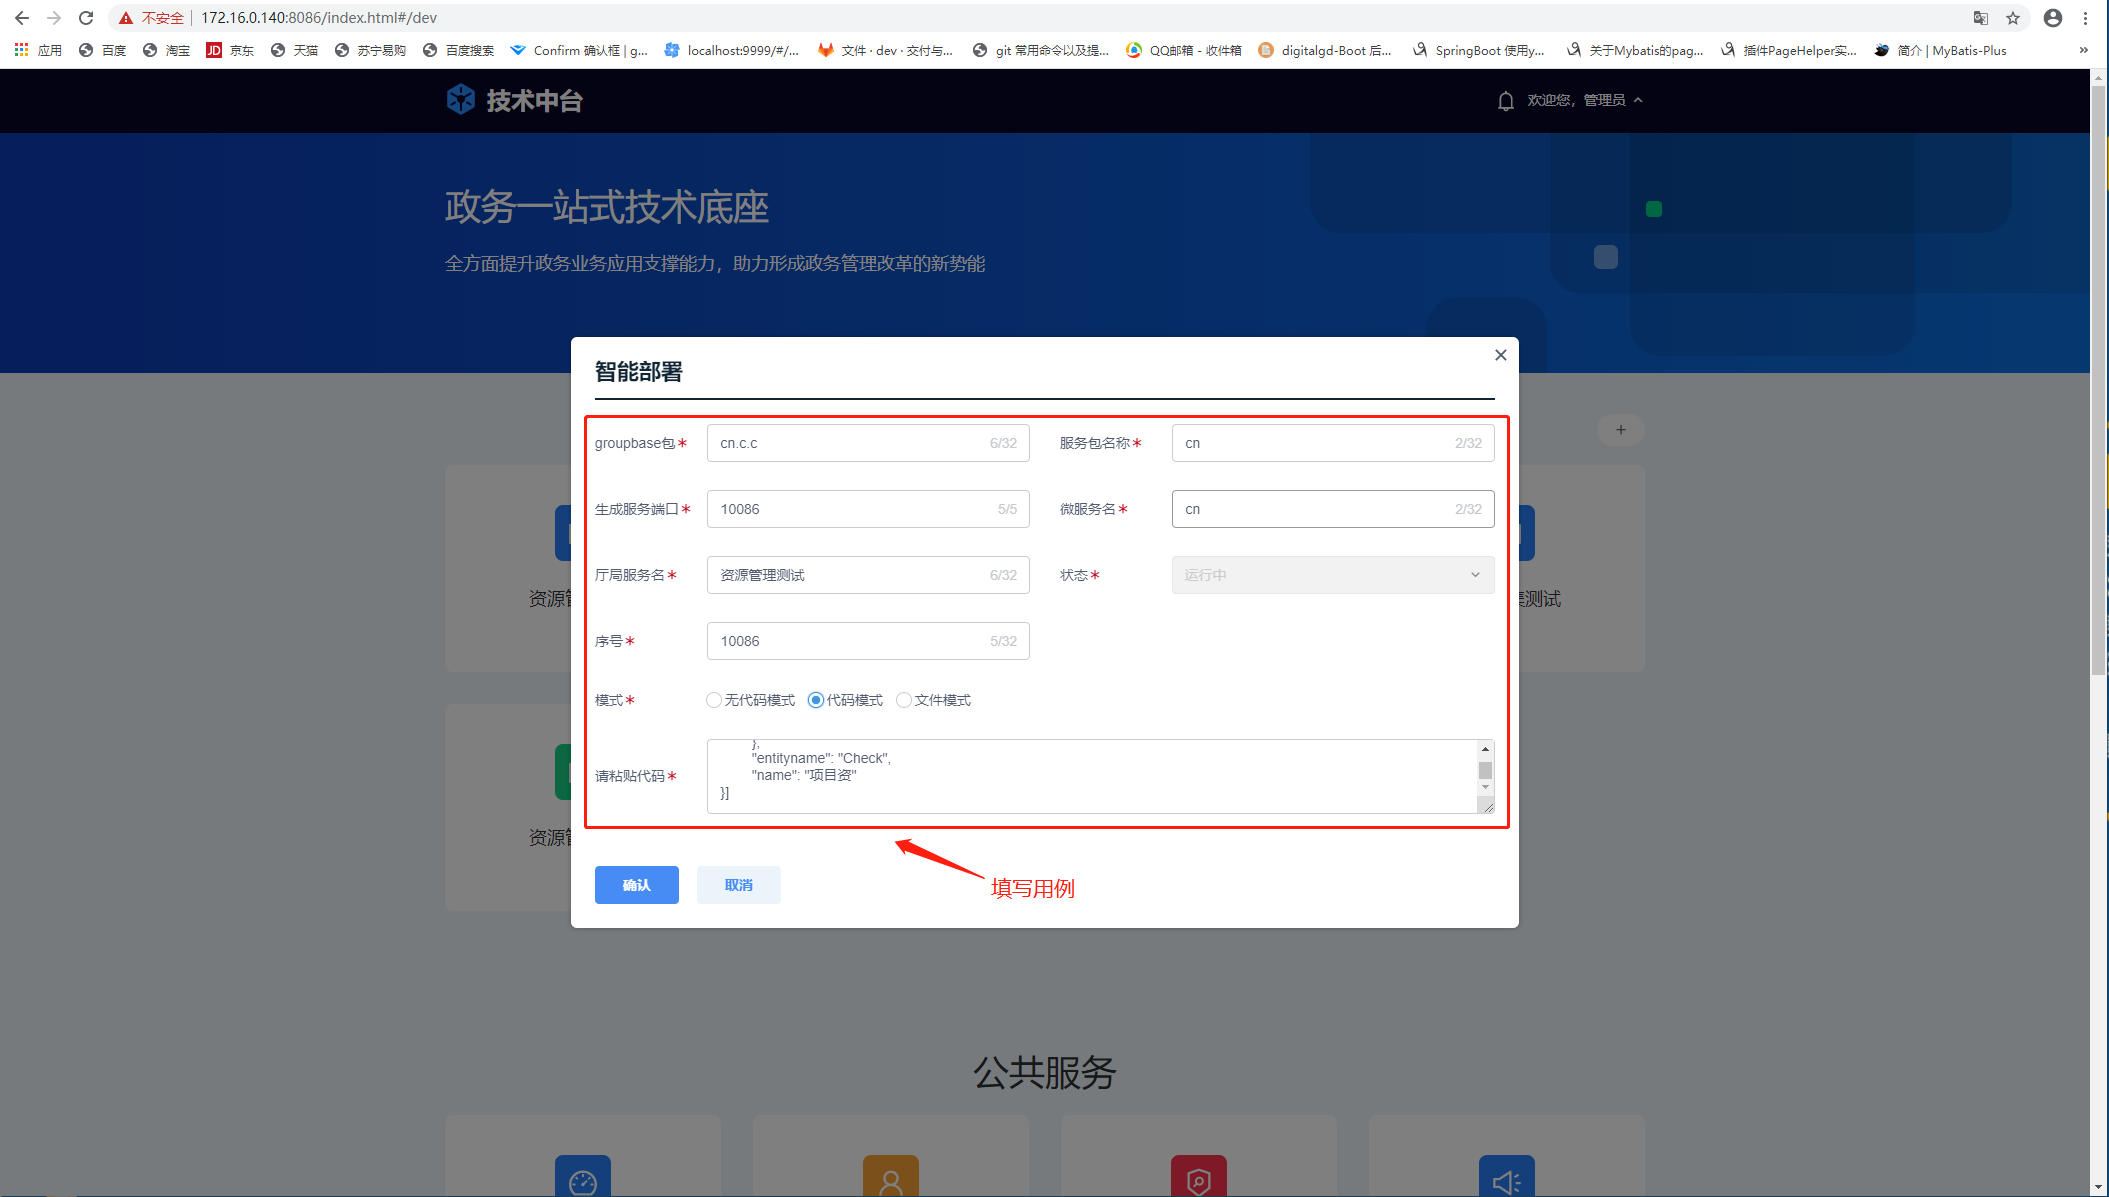 不安全 172.16.0.140:8086/index.html#/dev
应用 百度 淘宝 JD 京东 天猫 苏宁易购 百度搜索 Confirm 确认框 | g... localhost:9999/#/... 文件 · dev · 交付与... git 常用命令以及提... QQ邮箱 - 收件箱 digitalgd-Boot 后... SpringBoot 使用y... 关于Mybatis的pag... 插件PageHelper实... 简介 | MyBatis-Plus »
技术中台
欢迎您，管理员
政务一站式技术底座
全方面提升政务业务应用支撑能力，助力形成政务管理改革的新势能
智能部署
groupbase包* cn.c.c 6/32 服务包名称* cn 2/32
生成服务端口* 10086 5/5 微服务名* cn 2/32
厅局服务名* 资源管理测试 6/32 状态* 运行中
序号* 10086 5/32
模式* 无代码模式 代码模式 文件模式
请粘贴代码*
},
"entityname": "Check",
"name": "项目资"
}]
确认 取消
填写用例
+
资源
测试
资源
公共服务